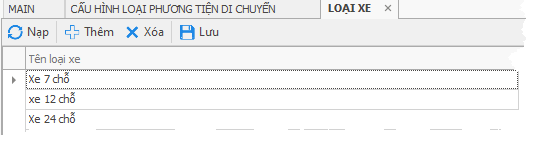 MAIN CẤU HÌNH LOẠI PHƯƠNG TIỆN DI CHUYỂN LOẠI XE
Nạp Thêm Xóa Lưu
Tên loại xe
Xe 7 chỗ
xe 12 chỗ
Xe 24 chỗ